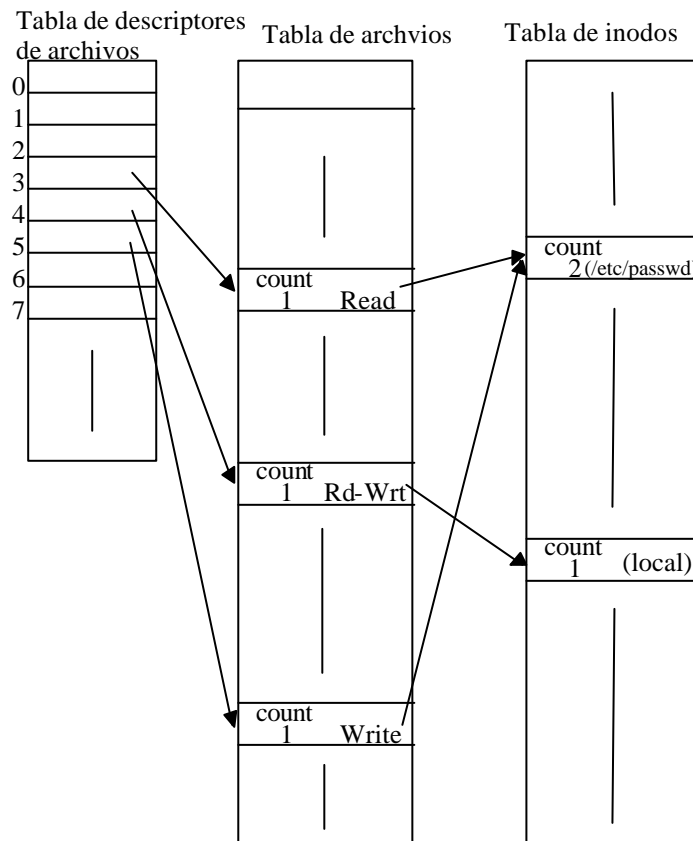 Tabla de descriptores
de archivos
Tabla de archvios
Tabla de inodos
0
1
2
3
4
5
6
7
count
1 Read
count
1 Rd-Wrt
count
1 Write
count
2 (/etc/passwd)
count
1 (local)